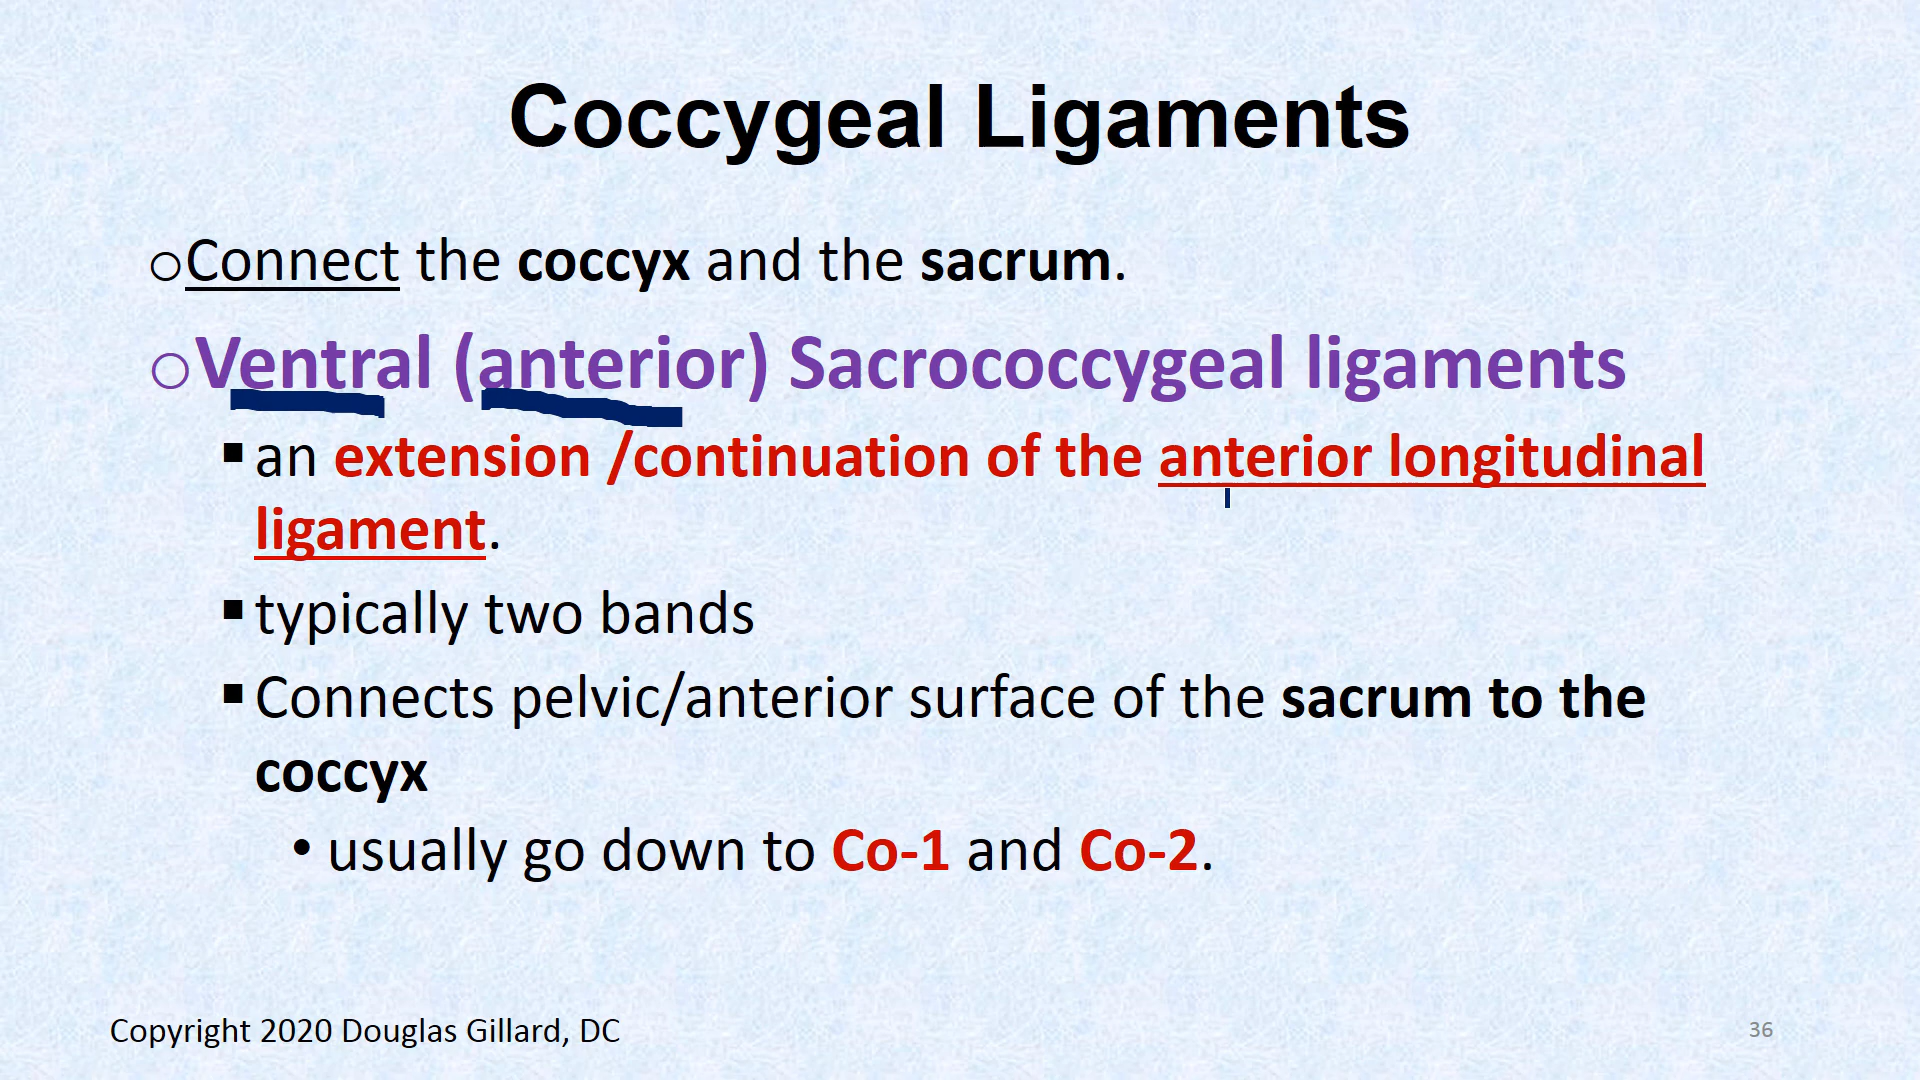 Coccygeal Ligaments
oConnect the coccyx and the sacrum.
oVentral (anterior) Sacrococcygeal ligaments
▪an extension /continuation of the anterior longitudinal
ligament.
▪typically two bands
▪Connects pelvic/anterior surface of the sacrum to the
coccyx
• usually go down to Co-1 and Co-2.
Copyright 2020 Douglas Gillard, DC
36